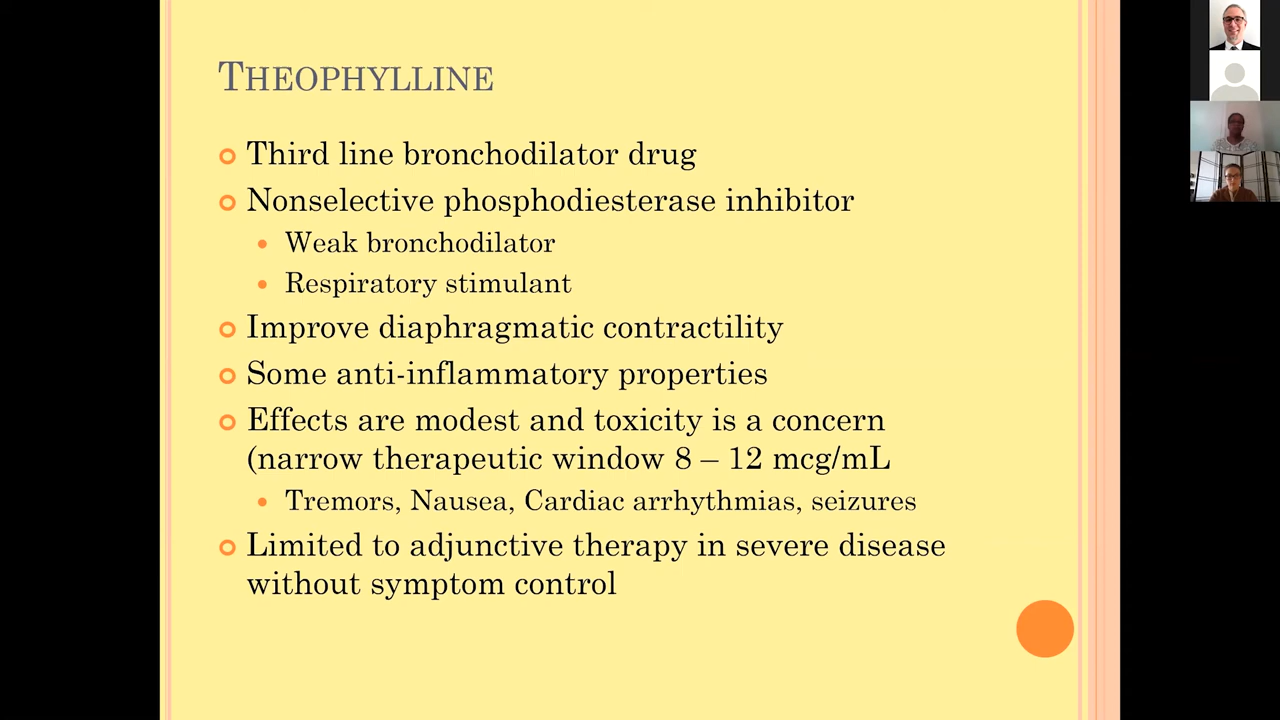 THEOPHYLLINE
Third line bronchodilator drug
Nonselective phosphodiesterase inhibitor
Weak bronchodilator
Respiratory stimulant
Improve diaphragmatic contractility
Some anti-inflammatory properties
Effects are modest and toxicity is a concern
(narrow therapeutic window 8 – 12 mcg/mL
Tremors, Nausea, Cardiac arrhythmias, seizures
Limited to adjunctive therapy in severe disease
without symptom control